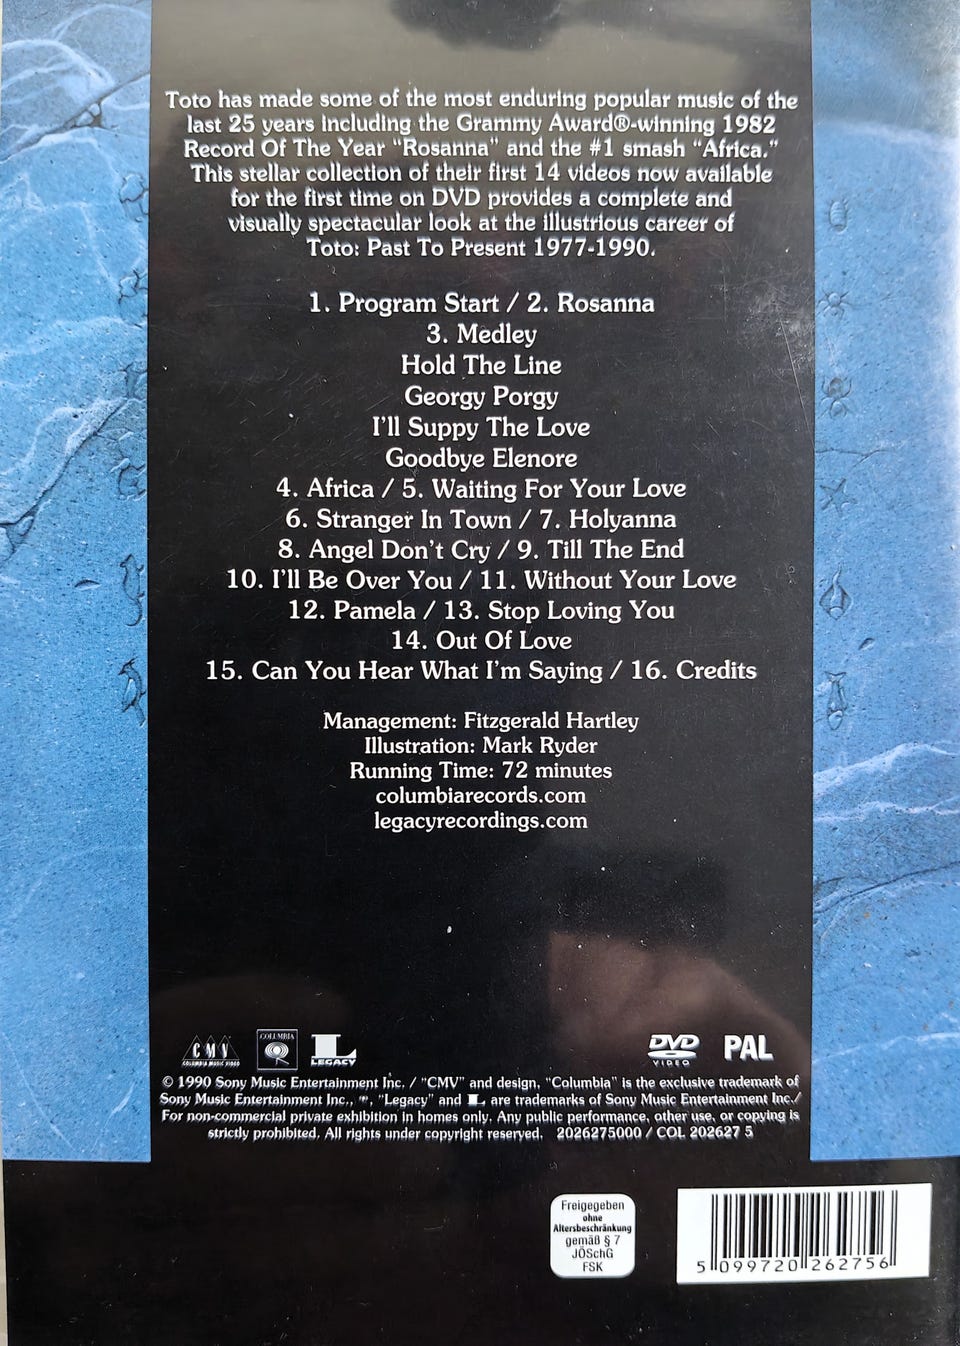 Toto has made some of the most enduring popular music of the
last 25 years including the Grammy Award®-winning 1982
Record Of The Year “Rosanna” and the #1 smash “Africa.”
This stellar collection of their first 14 videos now available
for the first time on DVD provides a complete and
visually spectacular look at the illustrious career of
Toto: Past To Present 1977-1990.
1. Program Start / 2. Rosanna
3. Medley
Hold The Line
Georgy Porgy
I'll Suppy The Love
Goodbye Elenore
4. Africa / 5. Waiting For Your Love
6. Stranger In Town / 7. Holyanna
8. Angel Don't Cry / 9. Till The End
10. I'll Be Over You / 11. Without Your Love
12. Pamela / 13. Stop Loving You
14. Out Of Love
15. Can You Hear What I'm Saying / 16. Credits
Management: Fitzgerald Hartley
Illustration: Mark Ryder
Running Time: 72 minutes
columbiarecords.com
legacyrecordings.com
CMV COLUMBIA MUSIC VIDEO COLUMBIA L LEGACY DVD VIDEO PAL
© 1990 Sony Music Entertainment Inc. / “CMV” and design, “Columbia” is the exclusive trademark of
Sony Music Entertainment Inc., “Legacy” and L are trademarks of Sony Music Entertainment Inc./
For non-commercial private exhibition in homes only. Any public performance, other use, or copying is
strictly prohibited. All rights under copyright reserved. 2026275000 / COL 202627 5
Freigegeben
ohne
Altersbeschränkung
gemäß § 7
JÖSchG
FSK
5 099720 262756